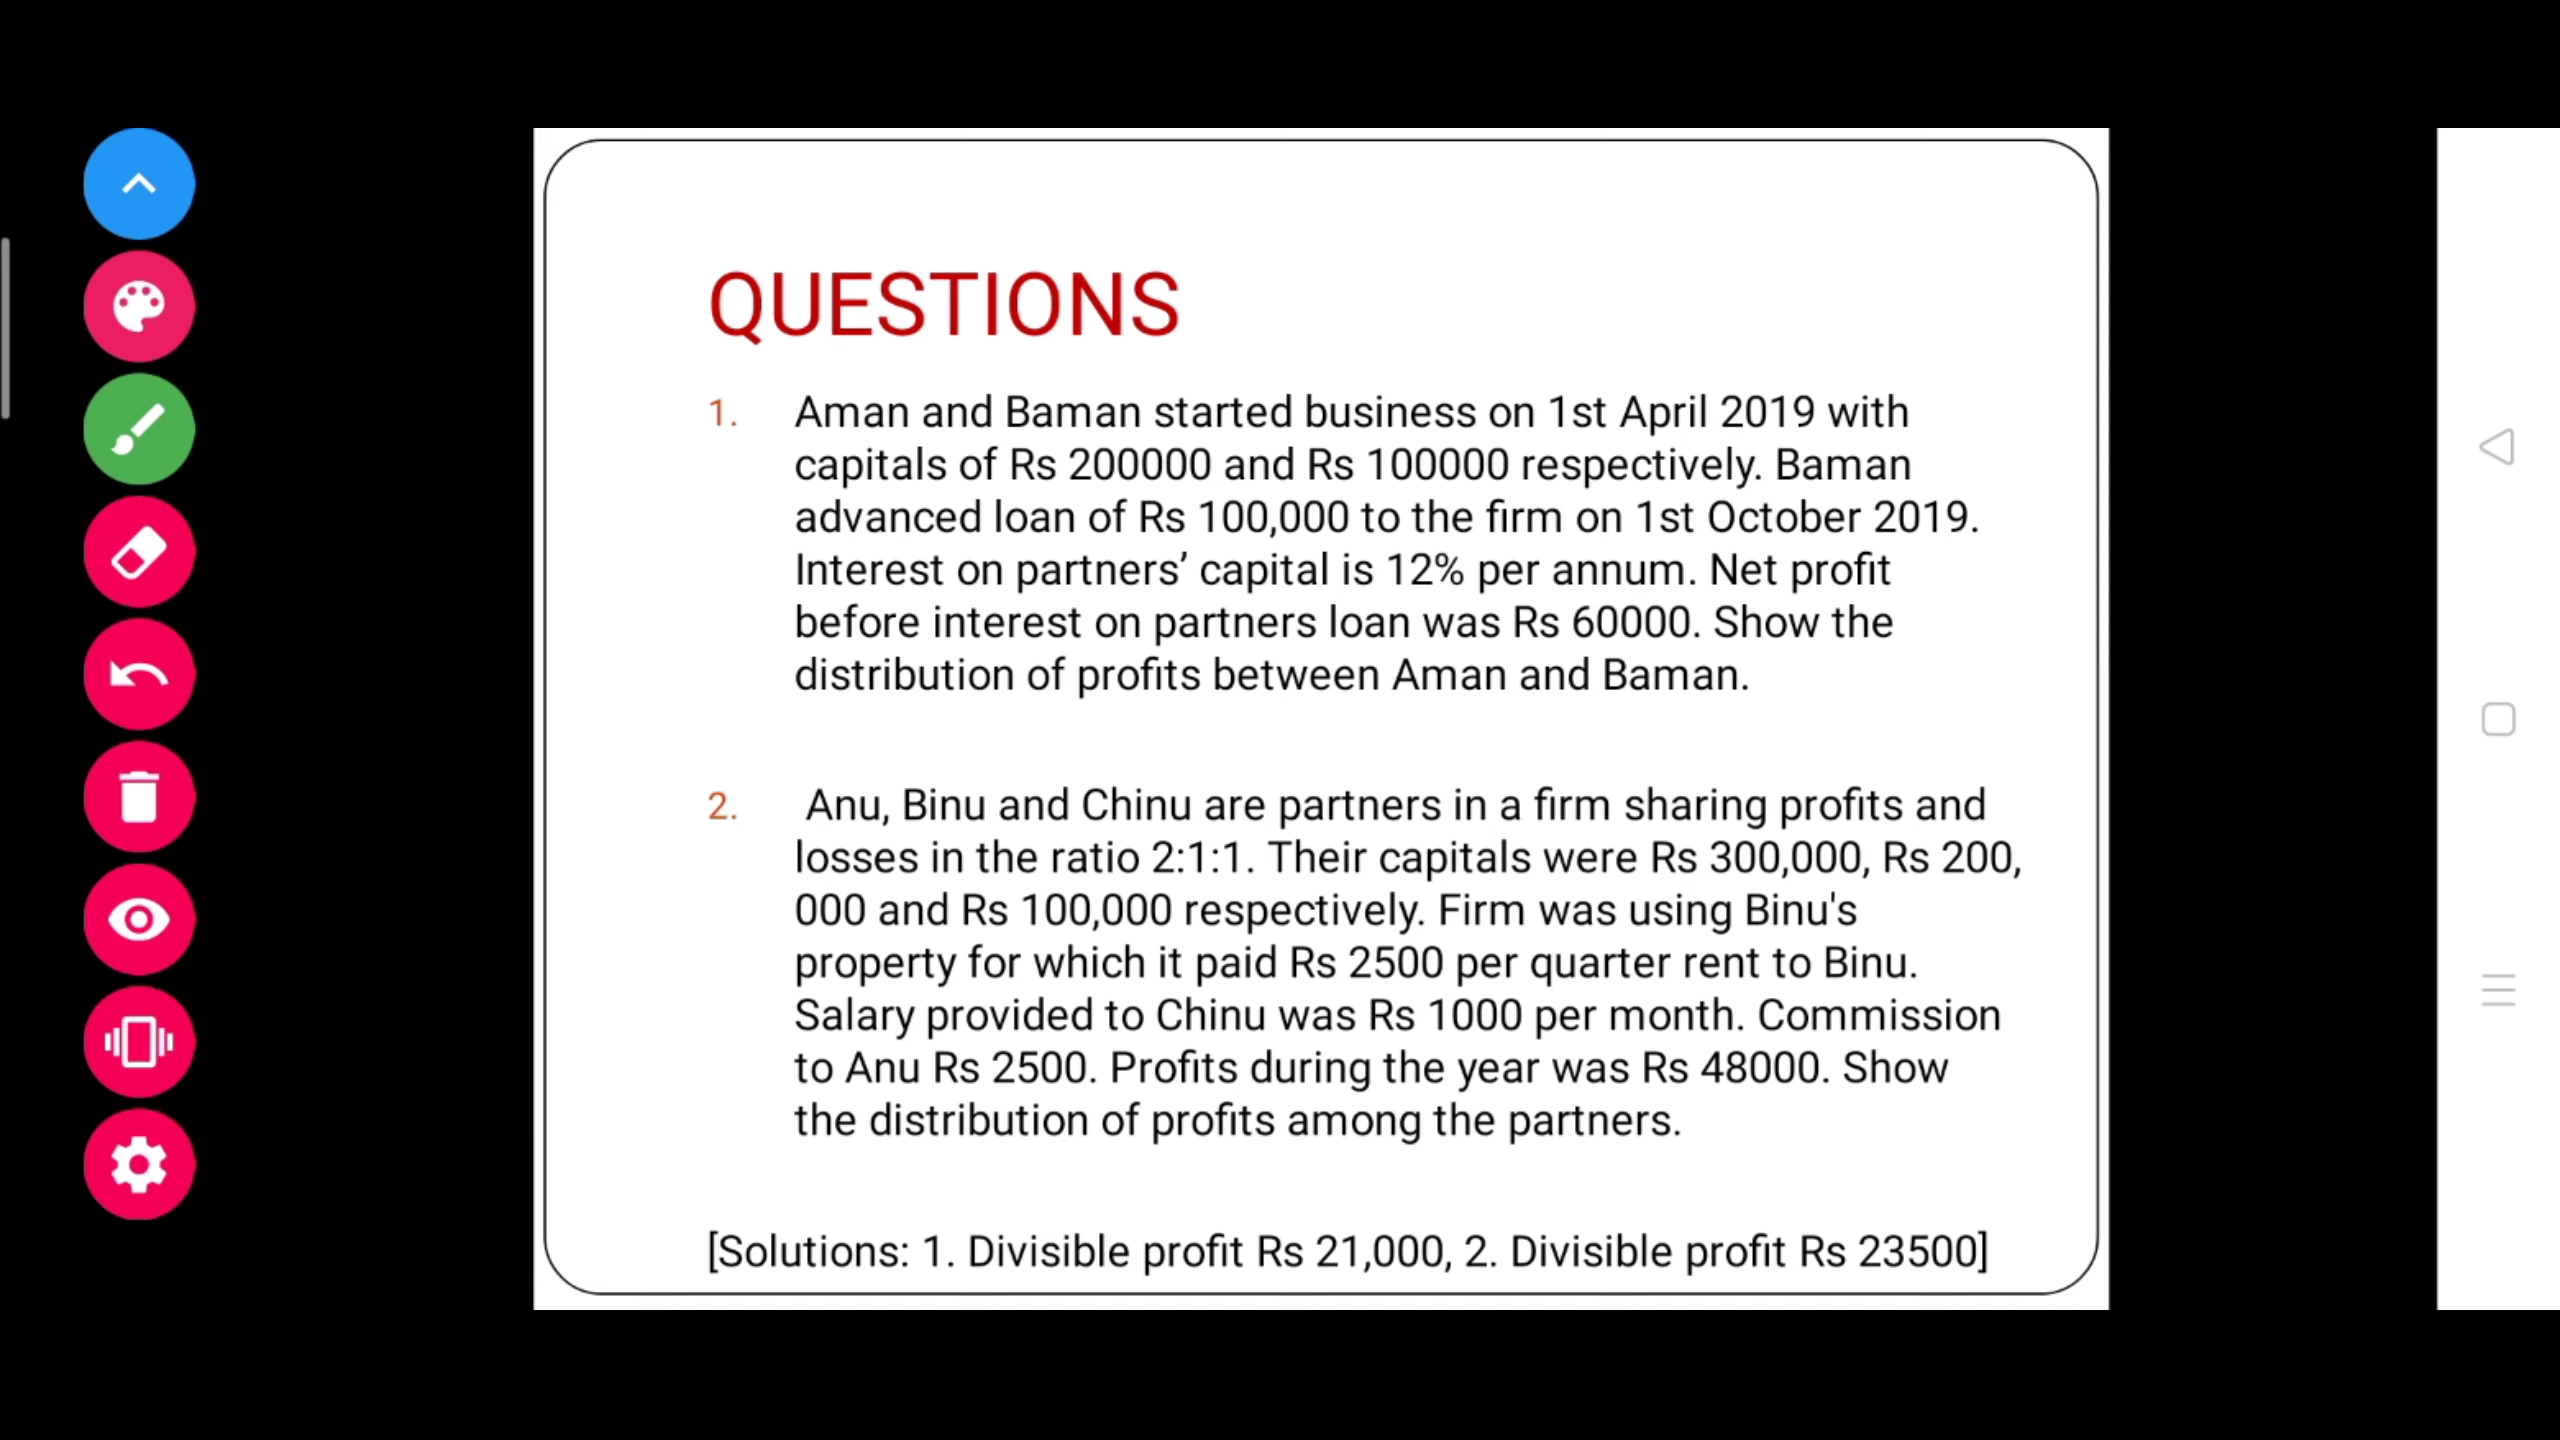 QUESTIONS
1. Aman and Baman started business on 1st April 2019 with
capitals of Rs 200000 and Rs 100000 respectively. Baman
advanced loan of Rs 100,000 to the firm on 1st October 2019.
Interest on partners’ capital is 12% per annum. Net profit
before interest on partners loan was Rs 60000. Show the
distribution of profits between Aman and Baman.
2. Anu, Binu and Chinu are partners in a firm sharing profits and
losses in the ratio 2:1:1. Their capitals were Rs 300,000, Rs 200,
000 and Rs 100,000 respectively. Firm was using Binu's
property for which it paid Rs 2500 per quarter rent to Binu.
Salary provided to Chinu was Rs 1000 per month. Commission
to Anu Rs 2500. Profits during the year was Rs 48000. Show
the distribution of profits among the partners.
[Solutions: 1. Divisible profit Rs 21,000, 2. Divisible profit Rs 23500]